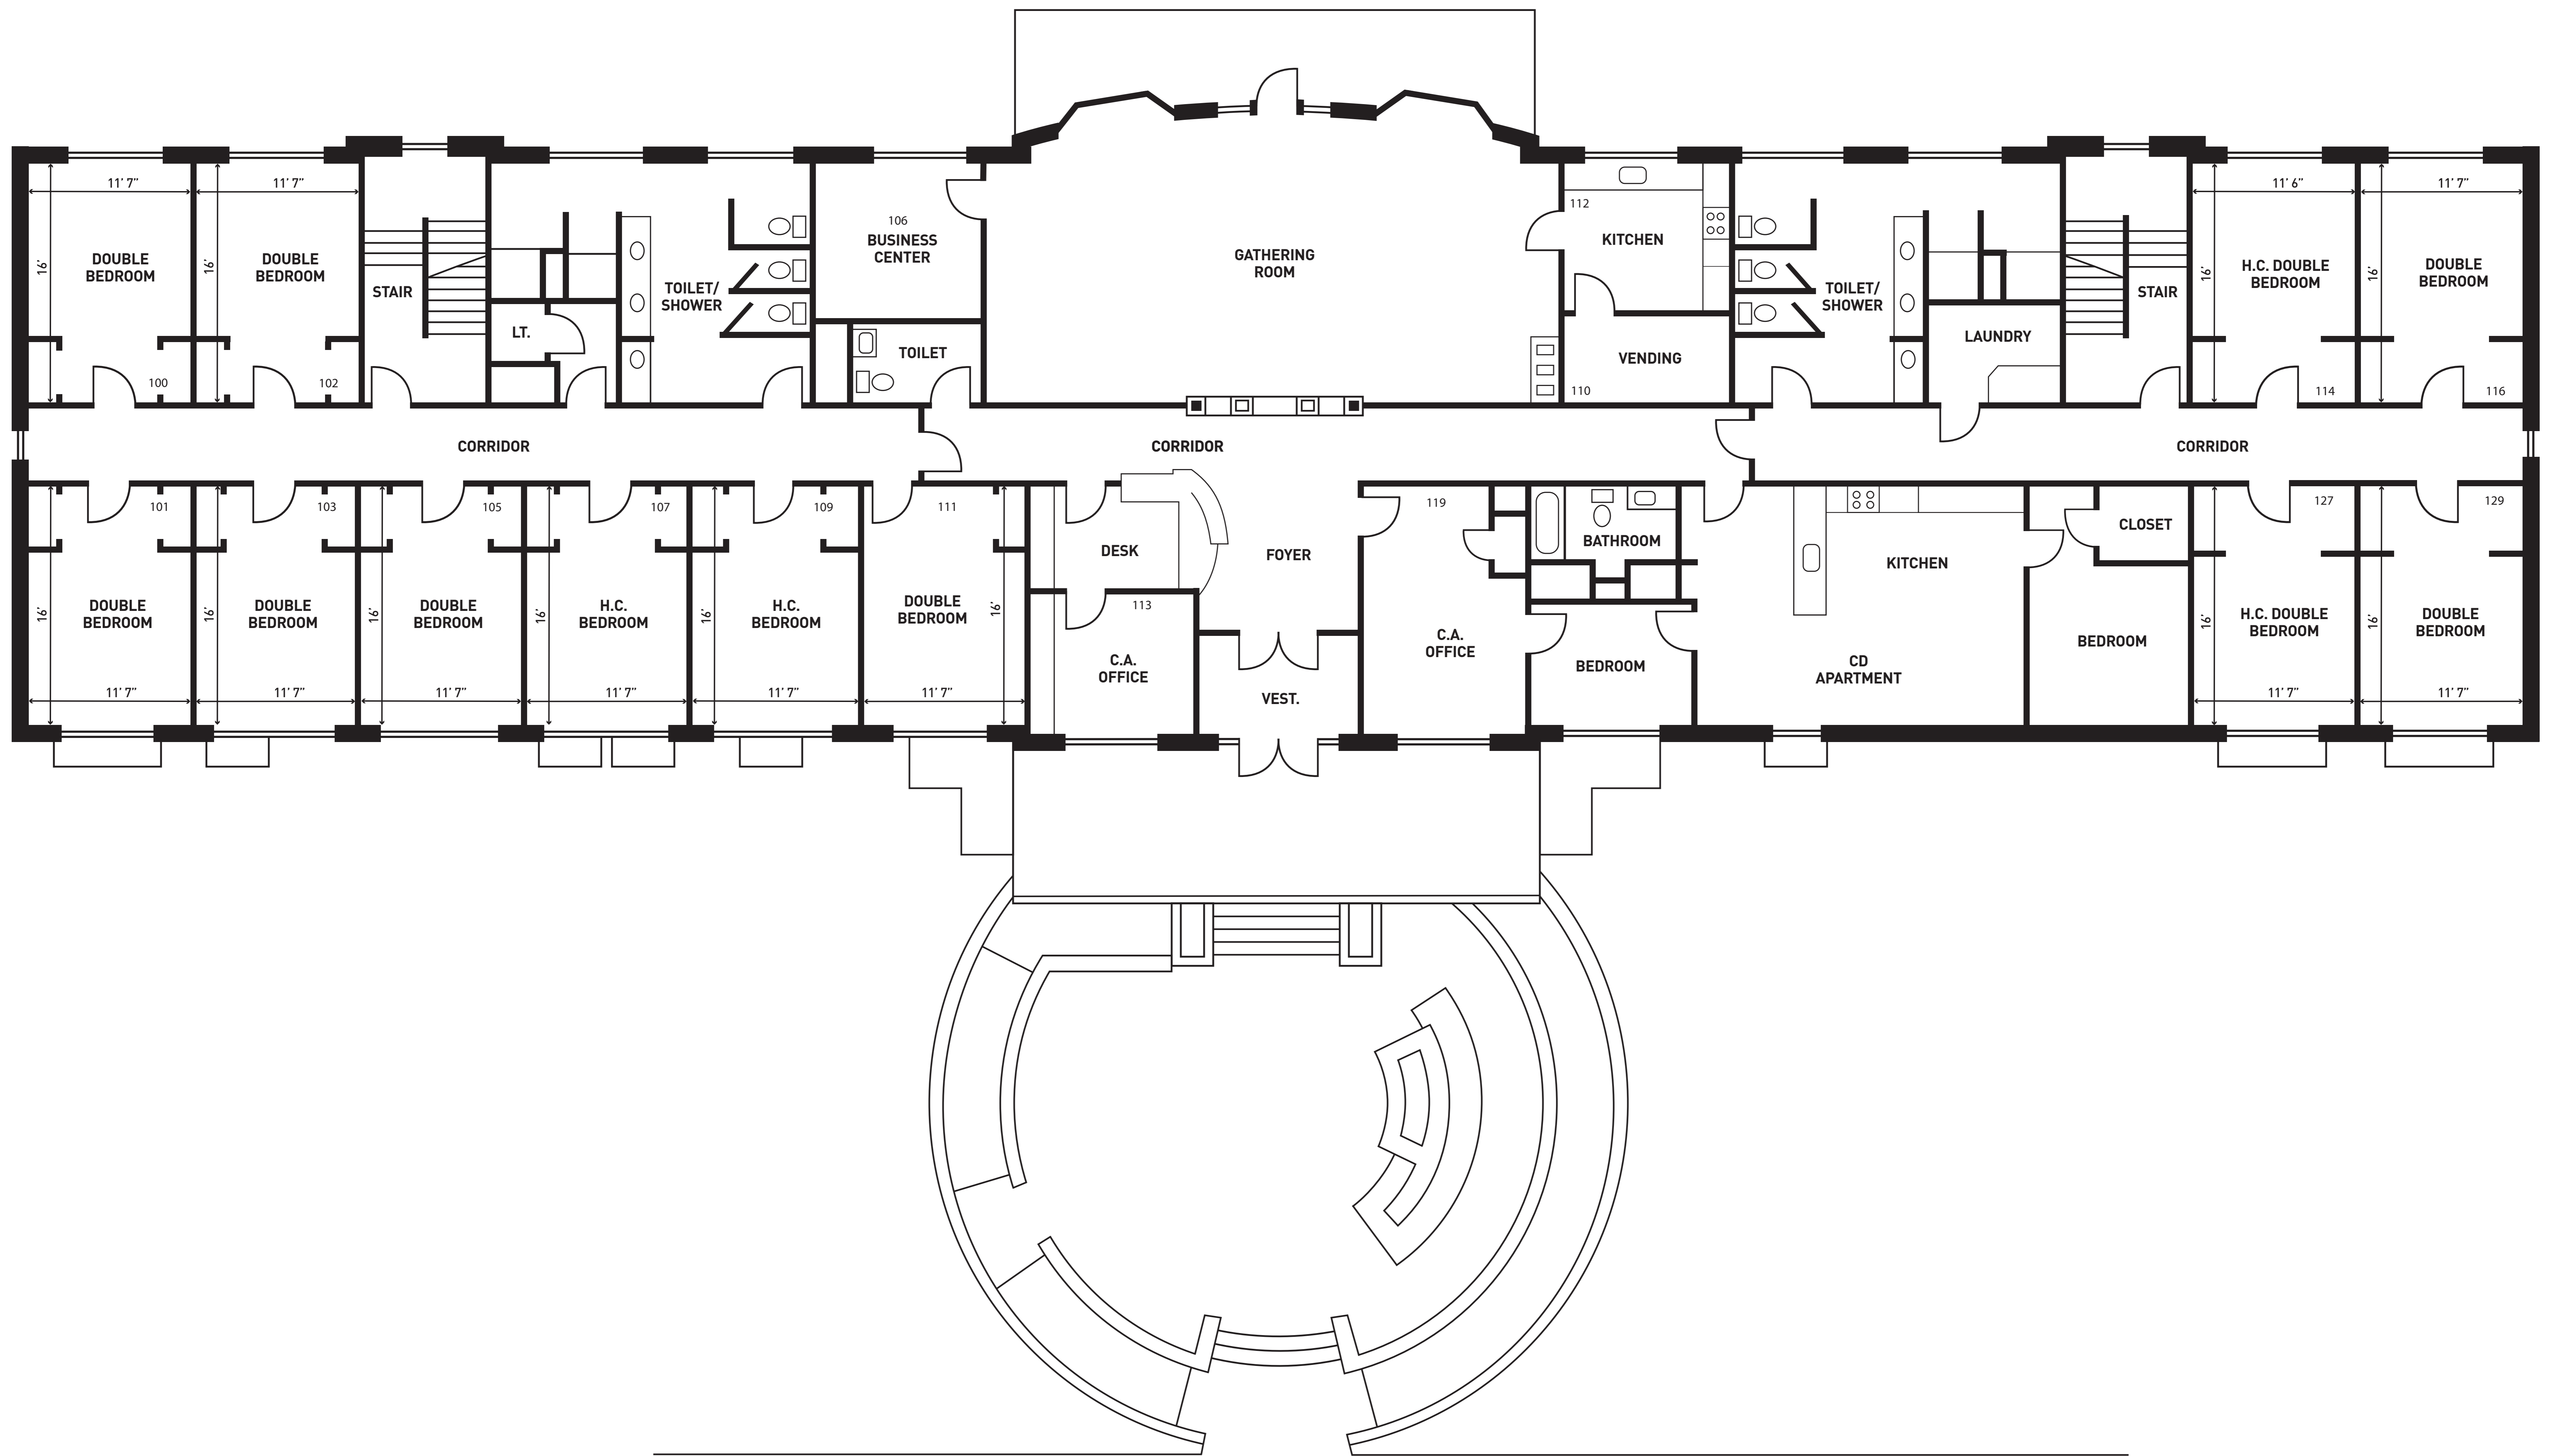 11' 7"
16'
DOUBLE
BEDROOM
100
11' 7"
16'
DOUBLE
BEDROOM
102
STAIR
LT.
TOILET/
SHOWER
106
BUSINESS
CENTER
TOILET
GATHERING
ROOM
112
KITCHEN
VENDING
110
TOILET/
SHOWER
LAUNDRY
STAIR
11' 6"
16'
H.C. DOUBLE
BEDROOM
114
11' 7"
16'
DOUBLE
BEDROOM
116
CORRIDOR
CORRIDOR
CORRIDOR
101
16'
DOUBLE
BEDROOM
11' 7"
103
16'
DOUBLE
BEDROOM
11' 7"
105
16'
DOUBLE
BEDROOM
11' 7"
107
16'
H.C.
BEDROOM
11' 7"
109
16'
H.C.
BEDROOM
11' 7"
111
DOUBLE
BEDROOM
16'
11' 7"
DESK
113
C.A.
OFFICE
FOYER
VEST.
119
C.A.
OFFICE
BATHROOM
BEDROOM
KITCHEN
CD
APARTMENT
CLOSET
BEDROOM
127
16'
H.C. DOUBLE
BEDROOM
11' 7"
129
16'
DOUBLE
BEDROOM
11' 7"